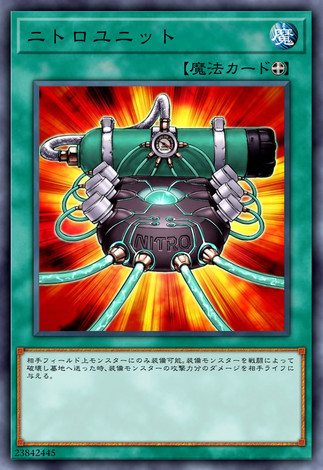 ニトロユニット
魔
【魔法カード】
NITRO
相手フィールド上モンスターにのみ装備可能。装備モンスターを戦闘によって
破壊し墓地へ送った時、装備モンスターの攻撃力分のダメージを相手ライフに
与える。
23842445